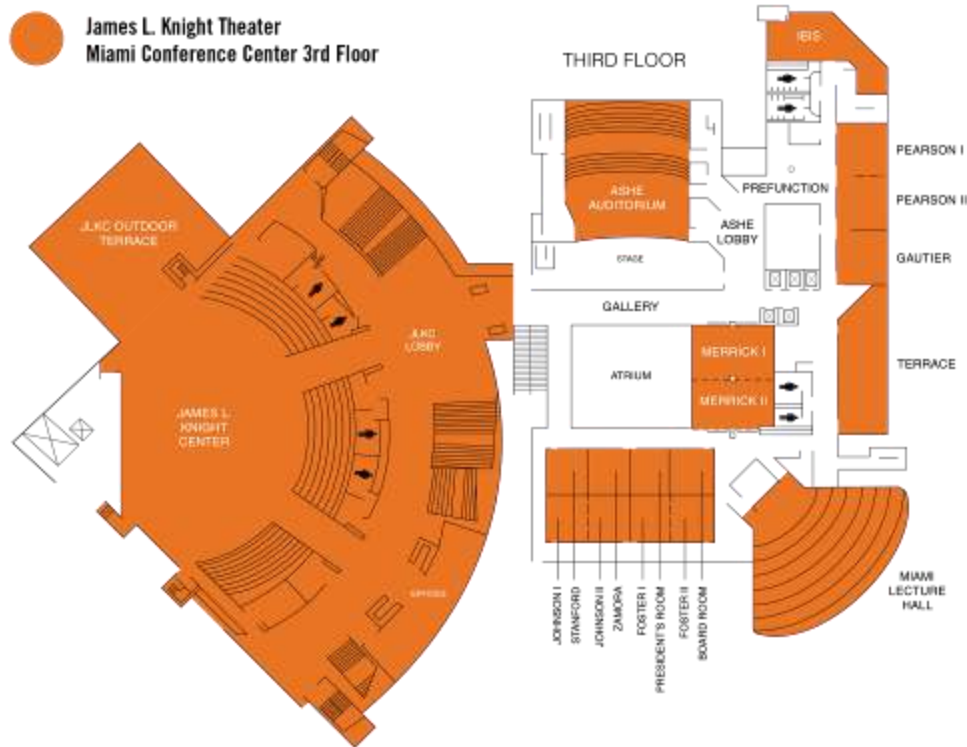 James L. Knight Theater
Miami Conference Center 3rd Floor
THIRD FLOOR
IBIS
PEARSON I
PEARSON II
GAUTIER
TERRACE
PREFUNCTION
ASHE
AUDITORIUM
ASHE
LOBBY
STAGE
GALLERY
JLKC OUTDOOR
TERRACE
JLKC
LOBBY
JAMES L
KNIGHT
CENTER
ATRIUM
MERRICK I
MERRICK II
OFFICES
JOHNSON I
STANFORD
JOHNSON II
ZAMORA
FOSTER I
PRESIDENT'S ROOM
FOSTER II
BOARD ROOM
MIAMI
LECTURE
HALL